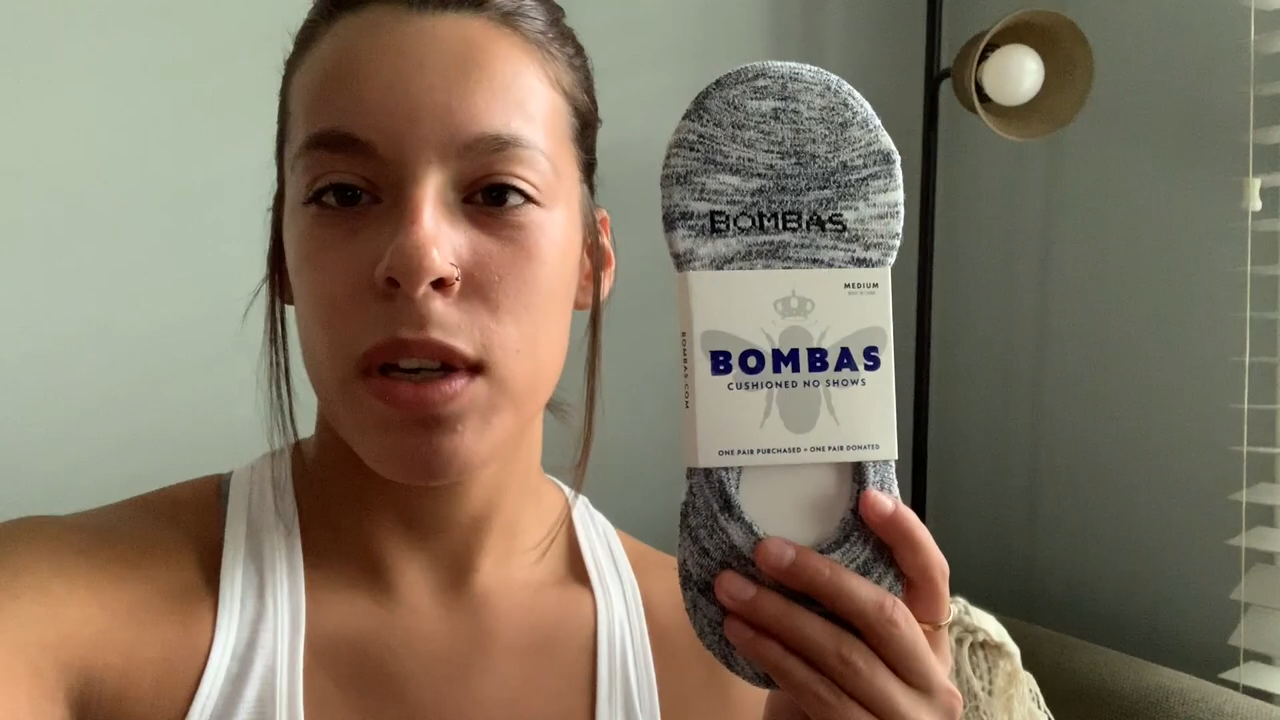 BOMBAS
MEDIUM
BOMBAS
CUSHIONED NO SHOWS
ONE PAIR PURCHASED = ONE PAIR DONATED
BOMBAS.COM